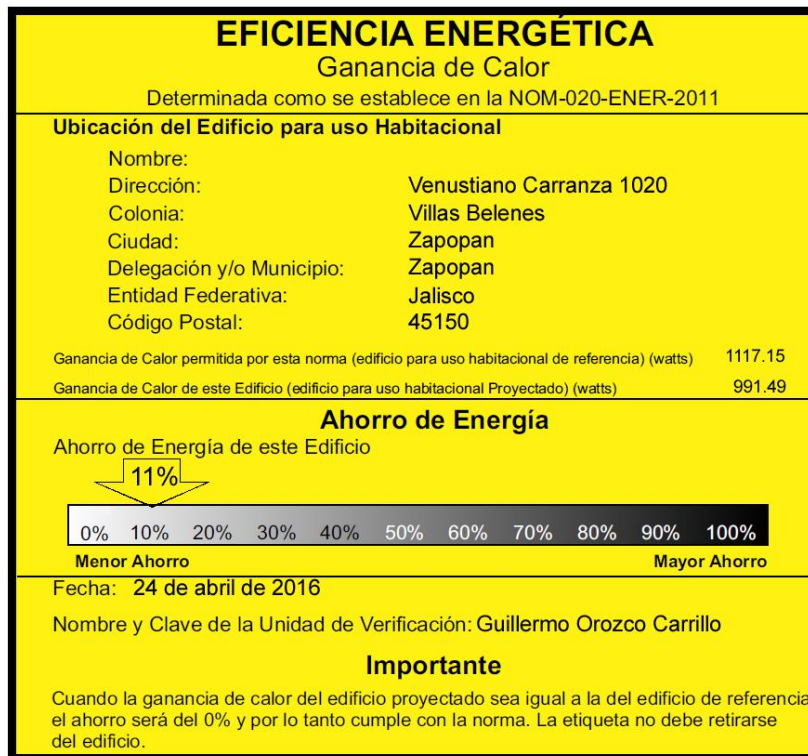 EFICIENCIA ENERGÉTICA
Ganancia de Calor
Determinada como se establece en la NOM-020-ENER-2011
Ubicación del Edificio para uso Habitacional
Nombre:
Dirección: Venustiano Carranza 1020
Colonia: Villas Belenes
Ciudad: Zapopan
Delegación y/o Municipio: Zapopan
Entidad Federativa: Jalisco
Código Postal: 45150
Ganancia de Calor permitida por esta norma (edificio para uso habitacional de referencia) (watts) 1117.15
Ganancia de Calor de este Edificio (edificio para uso habitacional Proyectado) (watts) 991.49
Ahorro de Energía
Ahorro de Energía de este Edificio
11%
0% 10% 20% 30% 40% 50% 60% 70% 80% 90% 100%
Menor Ahorro Mayor Ahorro
Fecha: 24 de abril de 2016
Nombre y Clave de la Unidad de Verificación: Guillermo Orozco Carrillo
Importante
Cuando la ganancia de calor del edificio proyectado sea igual a la del edificio de referencia
el ahorro será del 0% y por lo tanto cumple con la norma. La etiqueta no debe retirarse
del edificio.